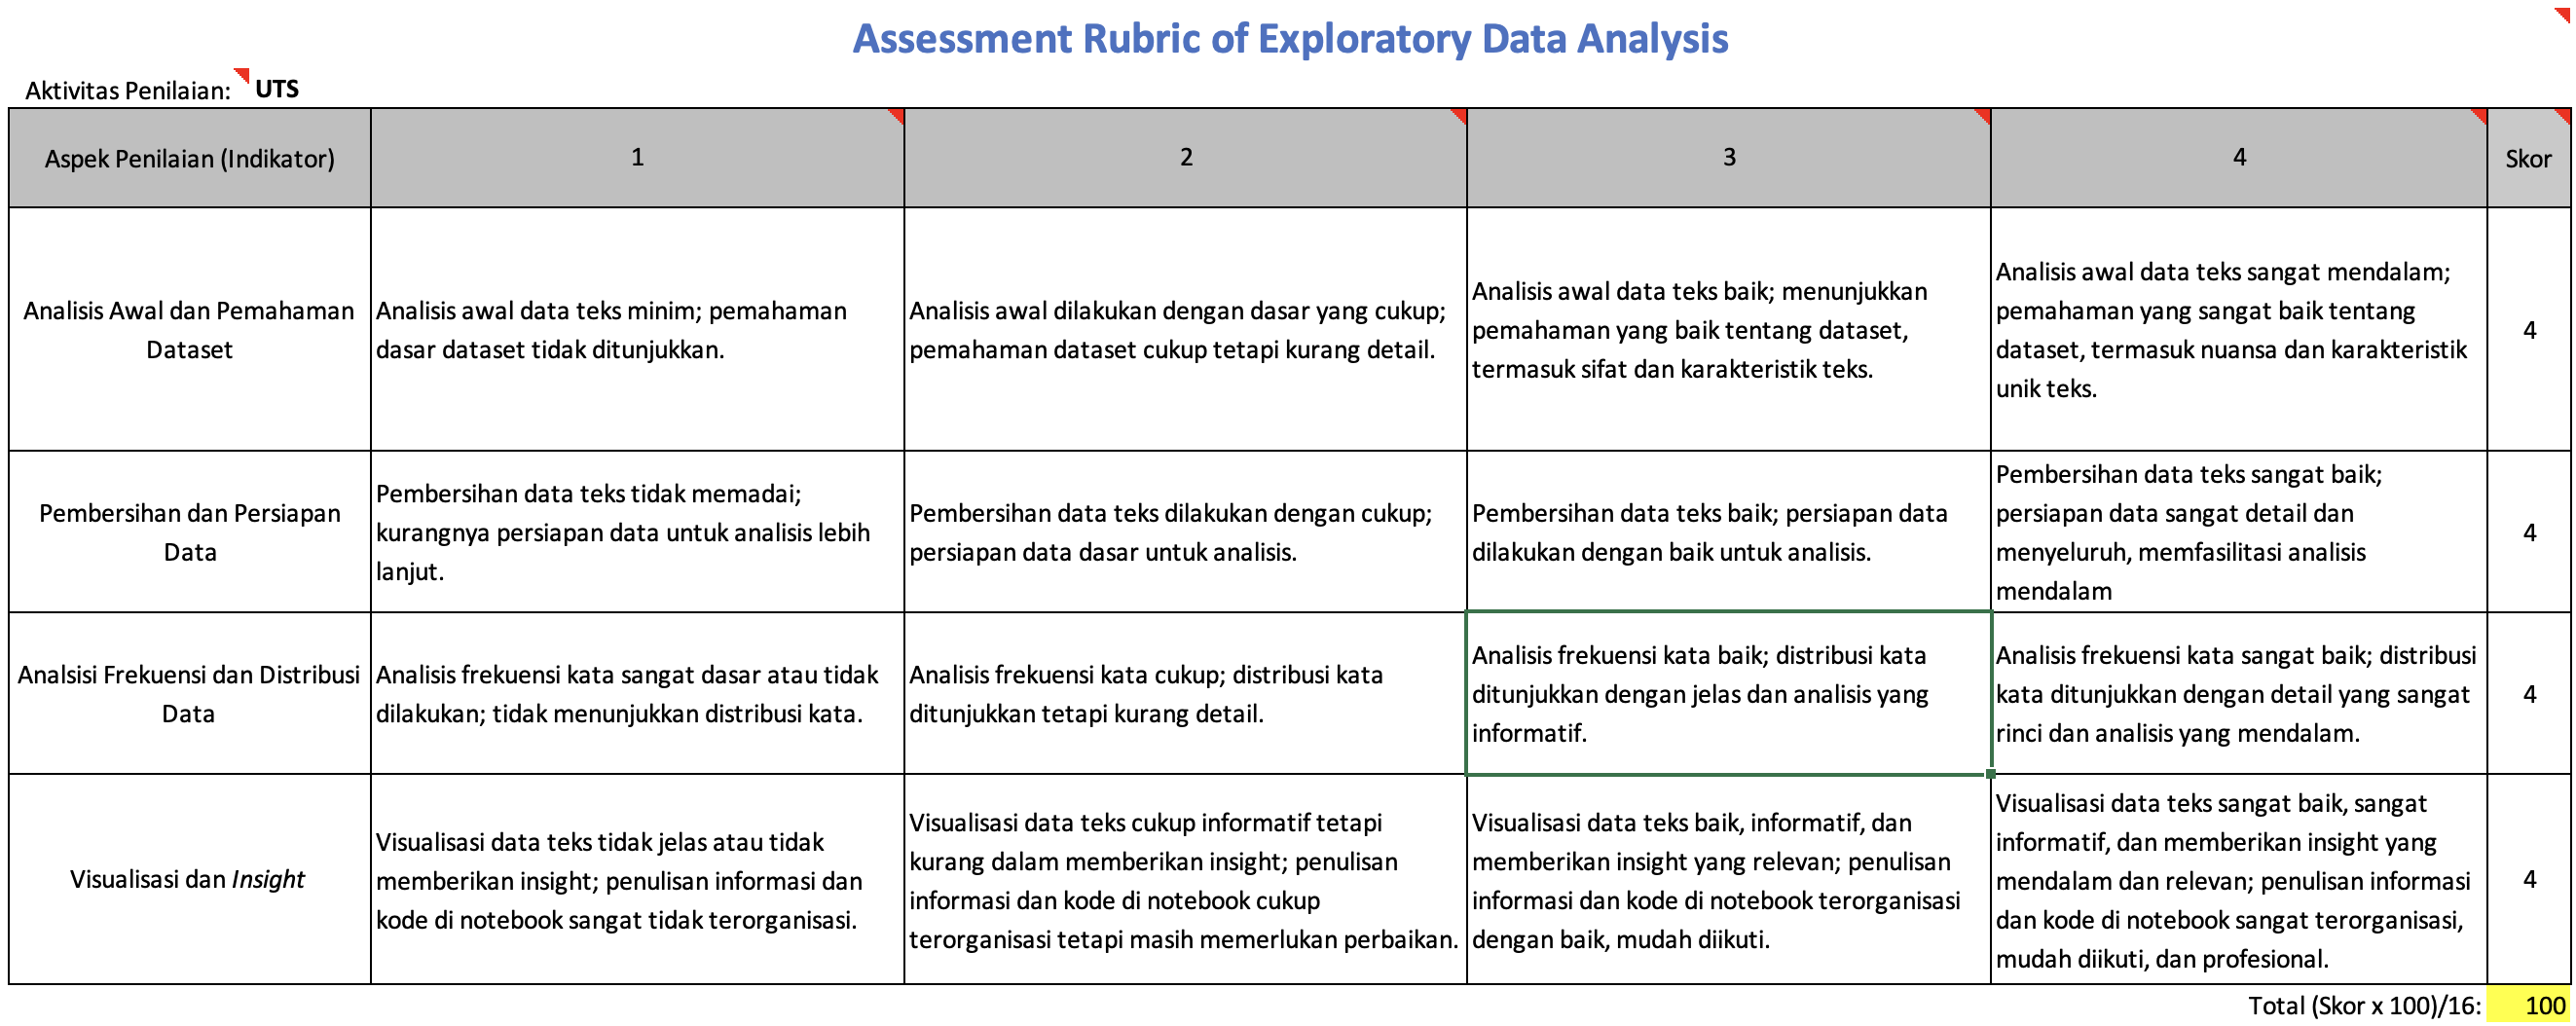 Assessment Rubric of Exploratory Data Analysis
Aktivitas Penilaian: UTS
Aspek Penilaian (Indikator)
1
2
3
4
Skor
Analisis Awal dan Pemahaman
Dataset
Analisis awal data teks minim; pemahaman
dasar dataset tidak ditunjukkan.
Analisis awal dilakukan dengan dasar yang cukup;
pemahaman dataset cukup tetapi kurang detail.
Analisis awal data teks baik; menunjukkan
pemahaman yang baik tentang dataset,
termasuk sifat dan karakteristik teks.
Analisis awal data teks sangat mendalam;
pemahaman yang sangat baik tentang
dataset, termasuk nuansa dan karakteristik
unik teks.
4
Pembersihan dan Persiapan
Data
Pembersihan data teks tidak memadai;
kurangnya persiapan data untuk analisis lebih
lanjut.
Pembersihan data teks dilakukan dengan cukup;
persiapan data dasar untuk analisis.
Pembersihan data teks baik; persiapan data
dilakukan dengan baik untuk analisis.
Pembersihan data teks sangat baik;
persiapan data sangat detail dan
menyeluruh, memfasilitasi analisis
mendalam
4
Analsisi Frekuensi dan Distribusi
Data
Analisis frekuensi kata sangat dasar atau tidak
dilakukan; tidak menunjukkan distribusi kata.
Analisis frekuensi kata cukup; distribusi kata
ditunjukkan tetapi kurang detail.
Analisis frekuensi kata baik; distribusi kata
ditunjukkan dengan jelas dan analisis yang
informatif.
Analisis frekuensi kata sangat baik; distribusi
kata ditunjukkan dengan detail yang sangat
rinci dan analisis yang mendalam.
4
Visualisasi dan Insight
Visualisasi data teks tidak jelas atau tidak
memberikan insight; penulisan informasi dan
kode di notebook sangat tidak terorganisasi.
Visualisasi data teks cukup informatif tetapi
kurang dalam memberikan insight; penulisan
informasi dan kode di notebook cukup
terorganisasi tetapi masih memerlukan perbaikan.
Visualisasi data teks baik, informatif, dan
memberikan insight yang relevan; penulisan
informasi dan kode di notebook terorganisasi
dengan baik, mudah diikuti.
Visualisasi data teks sangat baik, sangat
informatif, dan memberikan insight yang
mendalam dan relevan; penulisan informasi
dan kode di notebook sangat terorganisasi,
mudah diikuti, dan profesional.
4
Total (Skor x 100)/16: 100